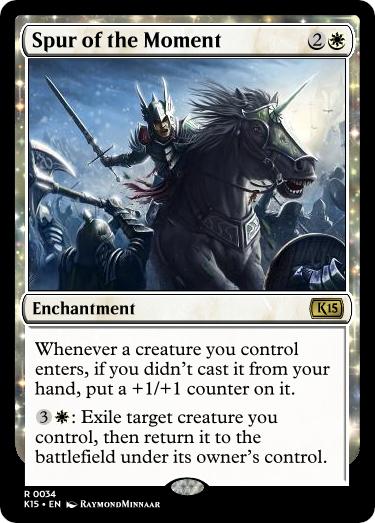 Spur of the Moment 2
Enchantment K15
Whenever a creature you control
enters, if you didn't cast it from your
hand, put a +1/+1 counter on it.
3 : Exile target creature you
control, then return it to the
battlefield under its owner's control.
R 0034
K15 • EN RaymondMinnaar